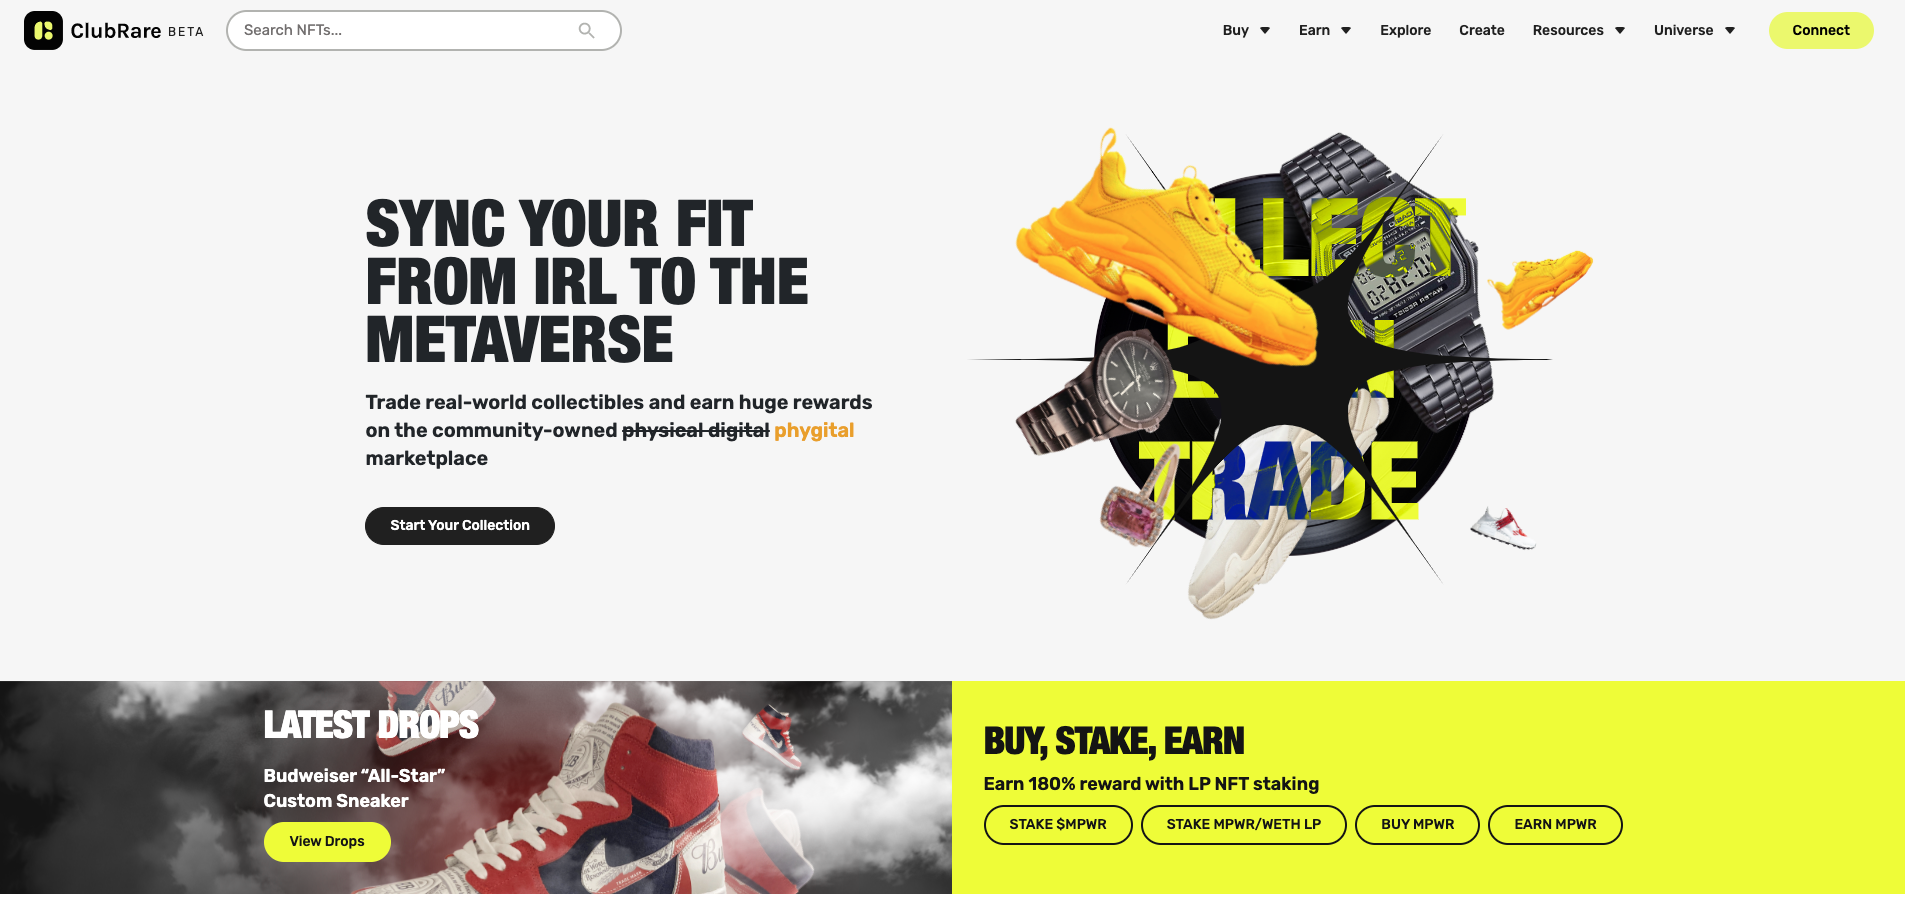 ClubRare BETA
Search NFTs...
Buy
Earn
Explore
Create
Resources
Universe
Connect
SYNC YOUR FIT
FROM IRL TO THE
METAVERSE
Trade real-world collectibles and earn huge rewards
on the community-owned physical digital phygital
marketplace
Start Your Collection
LLECT
TRADE
LATEST DROPS
Budweiser “All-Star”
Custom Sneaker
View Drops
BUY, STAKE, EARN
Earn 180% reward with LP NFT staking
STAKE $MPWR
STAKE MPWR/WETH LP
BUY MPWR
EARN MPWR